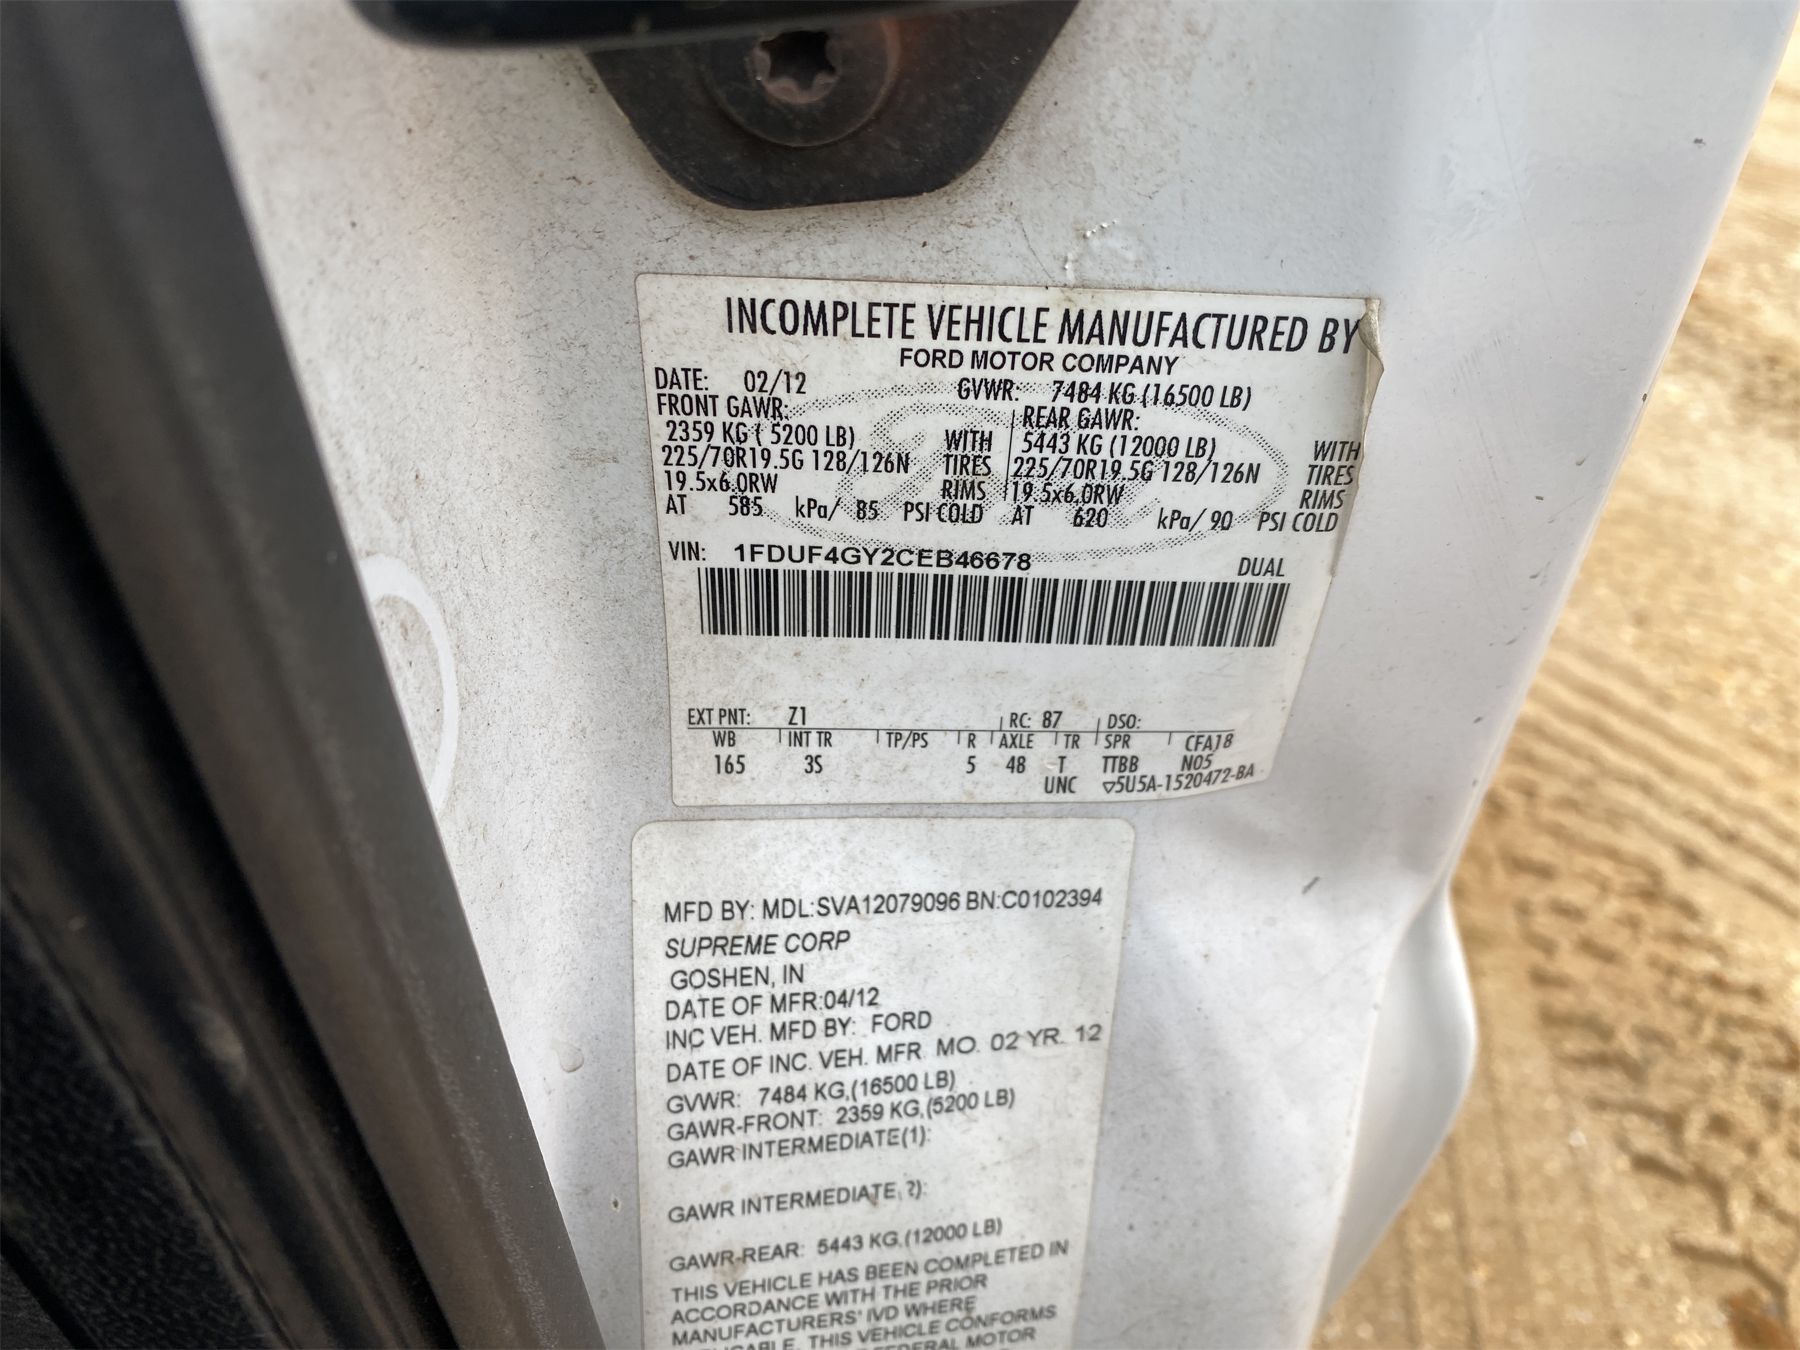 INCOMPLETE VEHICLE MANUFACTURED BY
FORD MOTOR COMPANY
DATE: 02/12 GVWR: 7484 KG (16500 LB)
FRONT GAWR: REAR GAWR:
2359 KG ( 5200 LB) WITH 5443 KG (12000 LB) WITH
225/70R19.5G 128/126N TIRES 225/70R19.5G 128/126N TIRES
19.5x6.0RW RIMS 19.5x6.0RW RIMS
AT 585 kPa/ 85 PSI COLD AT 620 kPa/ 90 PSI COLD
VIN: 1FDUF4GY2CEB46678 DUAL
EXT PNT: Z1 RC: 87 DSO:
WB INT TR TP/PS R AXLE TR SPR CFA18
165 3S 5 48 T TTBB N05
UNC ▽5U5A-1520472-BA
MFD BY: MDL:SVA12079096 BN:C0102394
SUPREME CORP
GOSHEN, IN
DATE OF MFR:04/12
INC VEH. MFD BY: FORD
DATE OF INC. VEH. MFR. MO. 02 YR. 12
GVWR: 7484 KG,(16500 LB)
GAWR-FRONT: 2359 KG,(5200 LB)
GAWR INTERMEDIATE(1):
GAWR INTERMEDIATE 2):
GAWR-REAR: 5443 KG,(12000 LB)
THIS VEHICLE HAS BEEN COMPLETED IN
ACCORDANCE WITH THE PRIOR
MANUFACTURERS' IVD WHERE
THIS VEHICLE CONFORMS
MOTOR